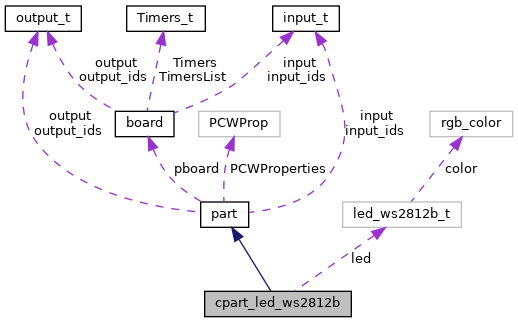 output_t
Timers_t
input_t
output
output_ids
Timers
TimersList
input
input_ids
output
output_ids
board
PCWProp
input
input_ids
rgb_color
pboard
PCWProperties
color
part
led_ws2812b_t
led
cpart_led_ws2812b